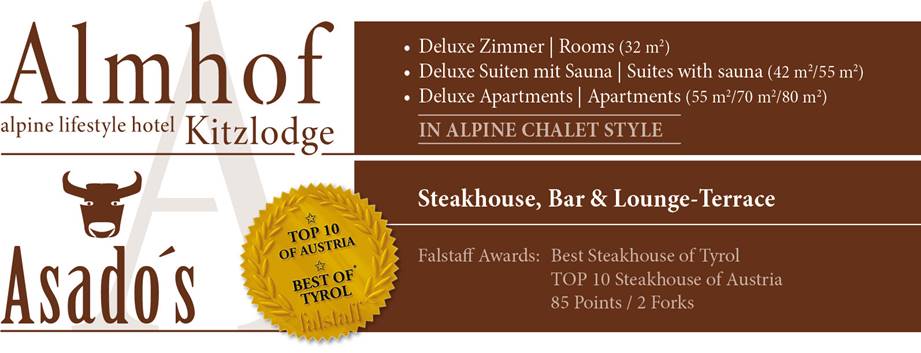 Almhof
alpine lifestyle hotel Kitzlodge
• Deluxe Zimmer | Rooms (32 m²)
• Deluxe Suiten mit Sauna | Suites with sauna (42 m²/55 m²)
• Deluxe Apartments | Apartments (55 m²/70 m²/80 m²)
IN ALPINE CHALET STYLE
A
Asado´s
TOP 10
OF AUSTRIA
BEST OF*
TYROL
falstaff
Steakhouse, Bar & Lounge-Terrace
Falstaff Awards: Best Steakhouse of Tyrol
TOP 10 Steakhouse of Austria
85 Points / 2 Forks